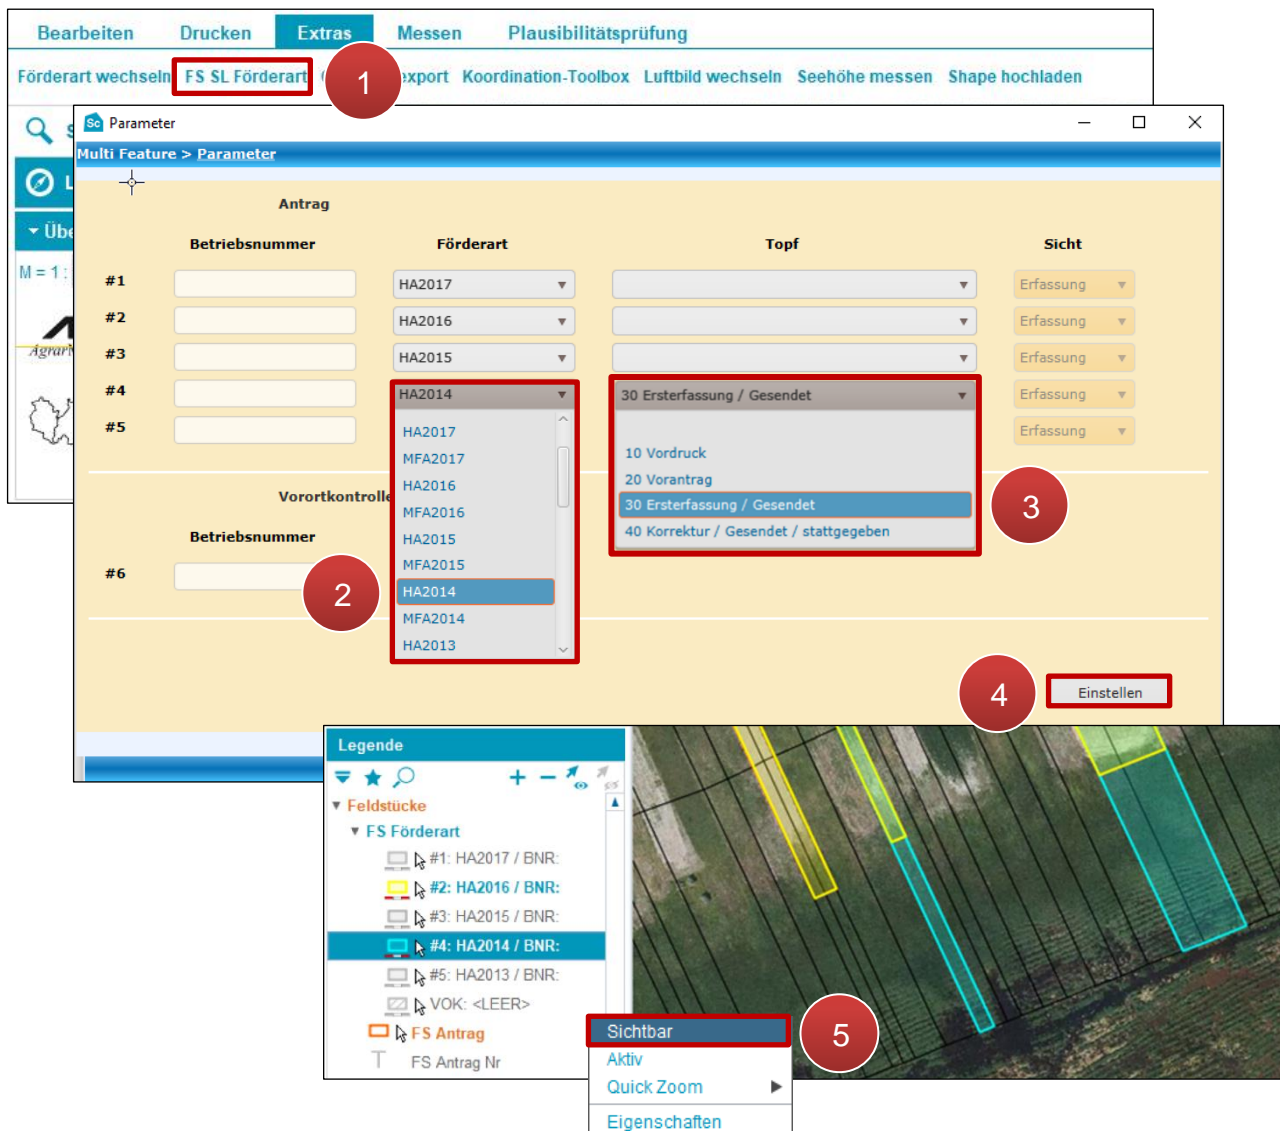 Bearbeiten Drucken Extras Messen Plausibilitätsprüfung
Förderart wechseln FS SL Förderart 1 export Koordination-Toolbox Luftbild wechseln Seehöhe messen Shape hochladen
Sc Parameter
Multi Feature > Parameter
Antrag
Betriebsnummer Förderart Topf Sicht
M = 1 :
#1 HA2017 Erfassung
#2 HA2016 Erfassung
#3 HA2015 Erfassung
#4 HA2014 30 Ersterfassung / Gesendet Erfassung
#5 Erfassung
HA2017
MFA2017
HA2016
MFA2016
HA2015
MFA2015
HA2014
MFA2014
HA2013
10 Vordruck
20 Vorantrag
30 Ersterfassung / Gesendet
40 Korrektur / Gesendet / stattgegeben
3
Vorortkontrolle
Betriebsnummer
#6
2
4 Einstellen
Legende
Feldstücke
FS Förderart
#1: HA2017 / BNR:
#2: HA2016 / BNR:
#3: HA2015 / BNR:
#4: HA2014 / BNR:
#5: HA2013 / BNR:
VOK: <LEER>
FS Antrag
FS Antrag Nr
Sichtbar 5
Aktiv
Quick Zoom
Eigenschaften